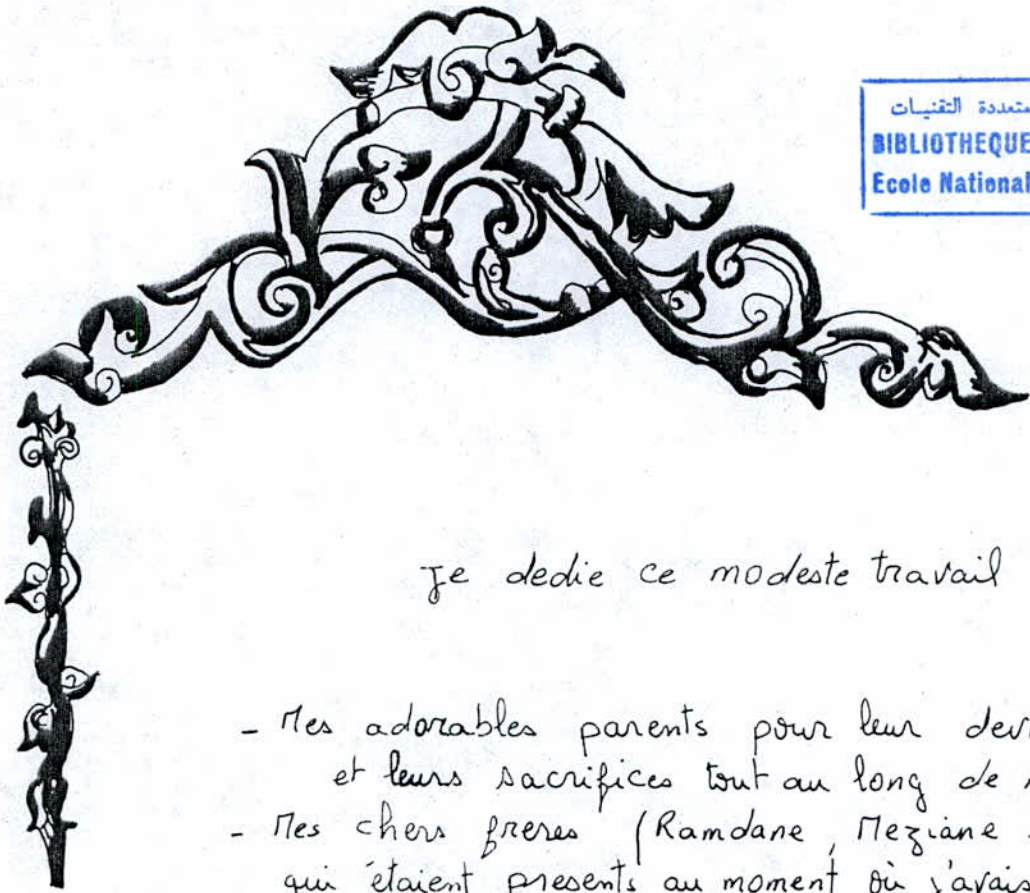 متعددة التقنيات
BIBLIOTHEQUE
Ecole National
Je dedie ce modeste travail
- Mes adorables parents pour leur
et leurs sacrifices tout au long de
- Mes chers freres (Ramdane, Meziane
qui étaient presents au moment où j'avais